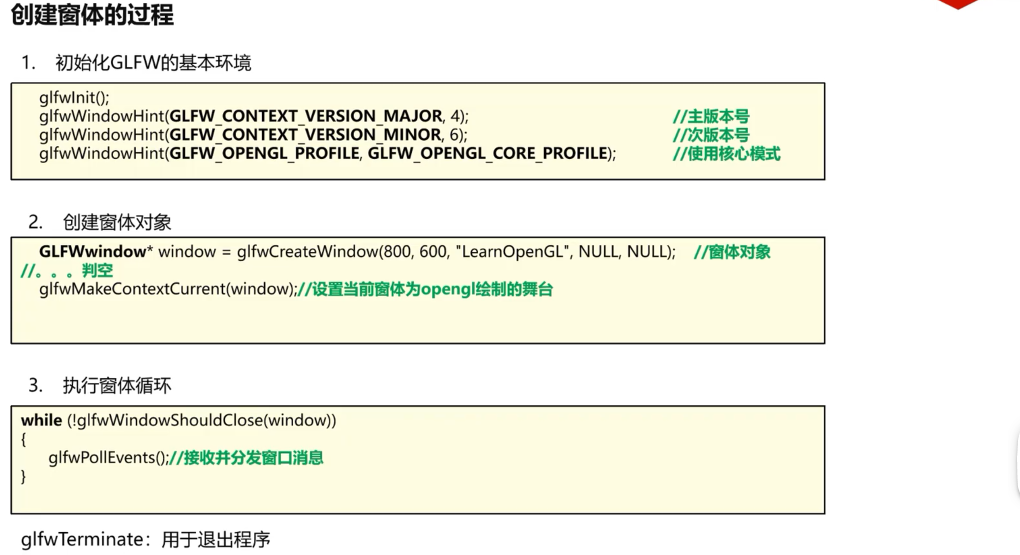 创建窗体的过程
1. 初始化GLFW的基本环境
glfwInit();
glfwWindowHint(GLFW_CONTEXT_VERSION_MAJOR, 4); //主版本号
glfwWindowHint(GLFW_CONTEXT_VERSION_MINOR, 6); //次版本号
glfwWindowHint(GLFW_OPENGL_PROFILE, GLFW_OPENGL_CORE_PROFILE); //使用核心模式
2. 创建窗体对象
GLFWwindow* window = glfwCreateWindow(800, 600, "LearnOpenGL", NULL, NULL); //窗体对象
//。。。判空
glfwMakeContextCurrent(window);//设置当前窗体为opengl绘制的舞台
3. 执行窗体循环
while (!glfwWindowShouldClose(window))
{
glfwPollEvents();//接收并分发窗口消息
}
glfwTerminate：用于退出程序